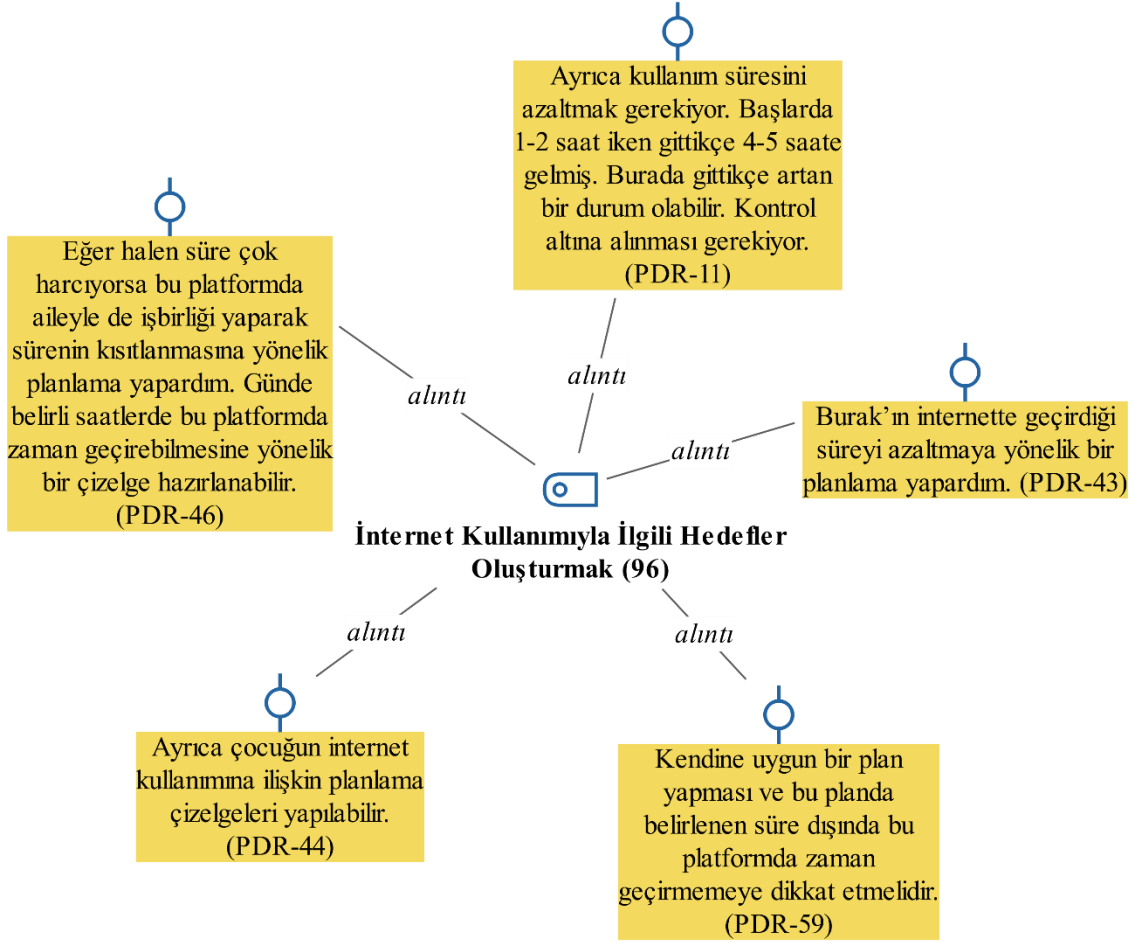 Ayrıca kullanım süresini
azaltmak gerekiyor. Başlarda
1-2 saat iken gittikçe 4-5 saate
gelmiş. Burada gittikçe artan
bir durum olabilir. Kontrol
altına alınması gerekiyor.
(PDR-11)
Eğer halen süre çok
harcıyorsa bu platformda
aileyle de işbirliği yaparak
sürenin kısıtlanmasına yönelik
planlama yapardım. Günde
belirli saatlerde bu platformda
zaman geçirebilmesine yönelik
bir çizelge hazırlanabilir.
(PDR-46)
alıntı
alıntı
alıntı
Burak’ın internette geçirdiği
süreyi azaltmaya yönelik bir
planlama yapardım. (PDR-43)
İnternet Kullanımıyla İlgili Hedefler
Oluşturmak (96)
alıntı
alıntı
Ayrıca çocuğun internet
kullanımına ilişkin planlama
çizelgeleri yapılabilir.
(PDR-44)
Kendine uygun bir plan
yapması ve bu planda
belirlenen süre dışında bu
platformda zaman
geçirmemeye dikkat etmelidir.
(PDR-59)